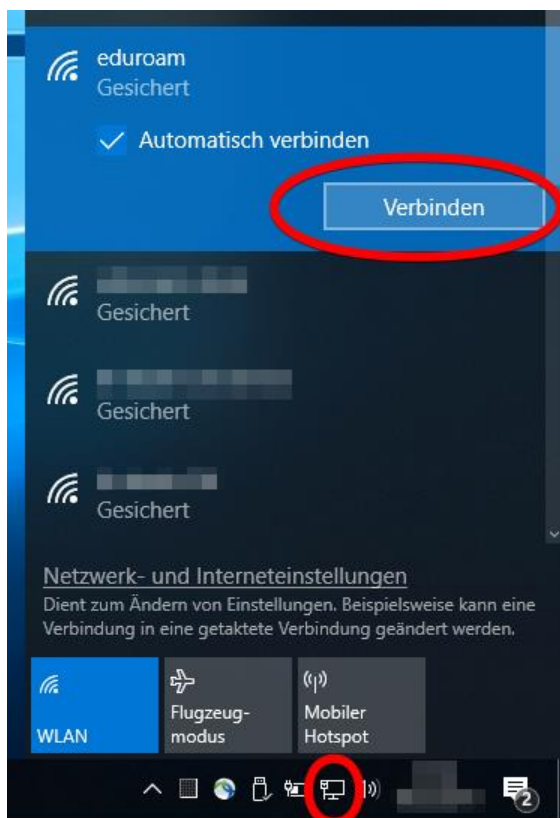 eduroam
Gesichert
Automatisch verbinden
Verbinden
Gesichert
Gesichert
Gesichert
Netzwerk- und Interneteinstellungen
Dient zum Ändern von Einstellungen. Beispielsweise kann eine
Verbindung in eine getaktete Verbindung geändert werden.
WLAN
Flugzeug-
modus
Mobiler
Hotspot
2